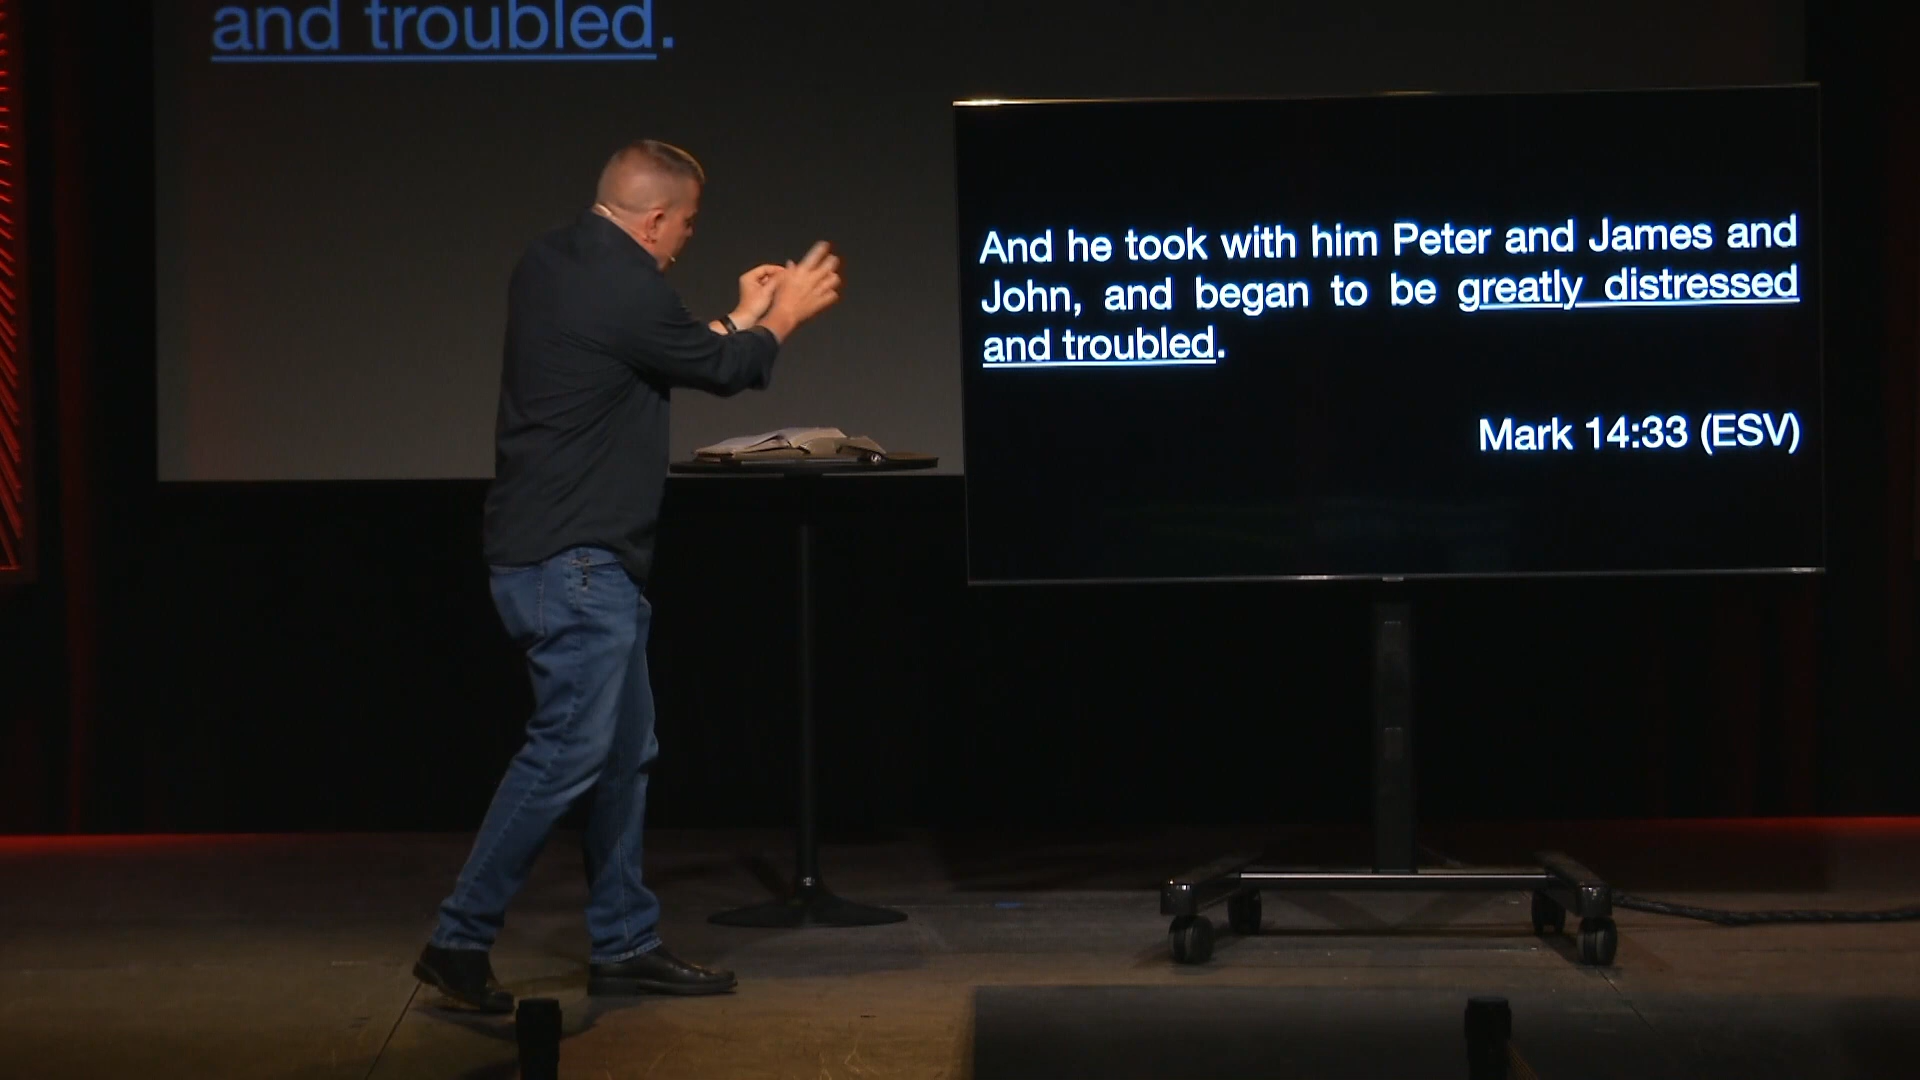 and troubled.
And he took with him Peter and James and
John, and began to be greatly distressed
and troubled.
Mark 14:33 (ESV)